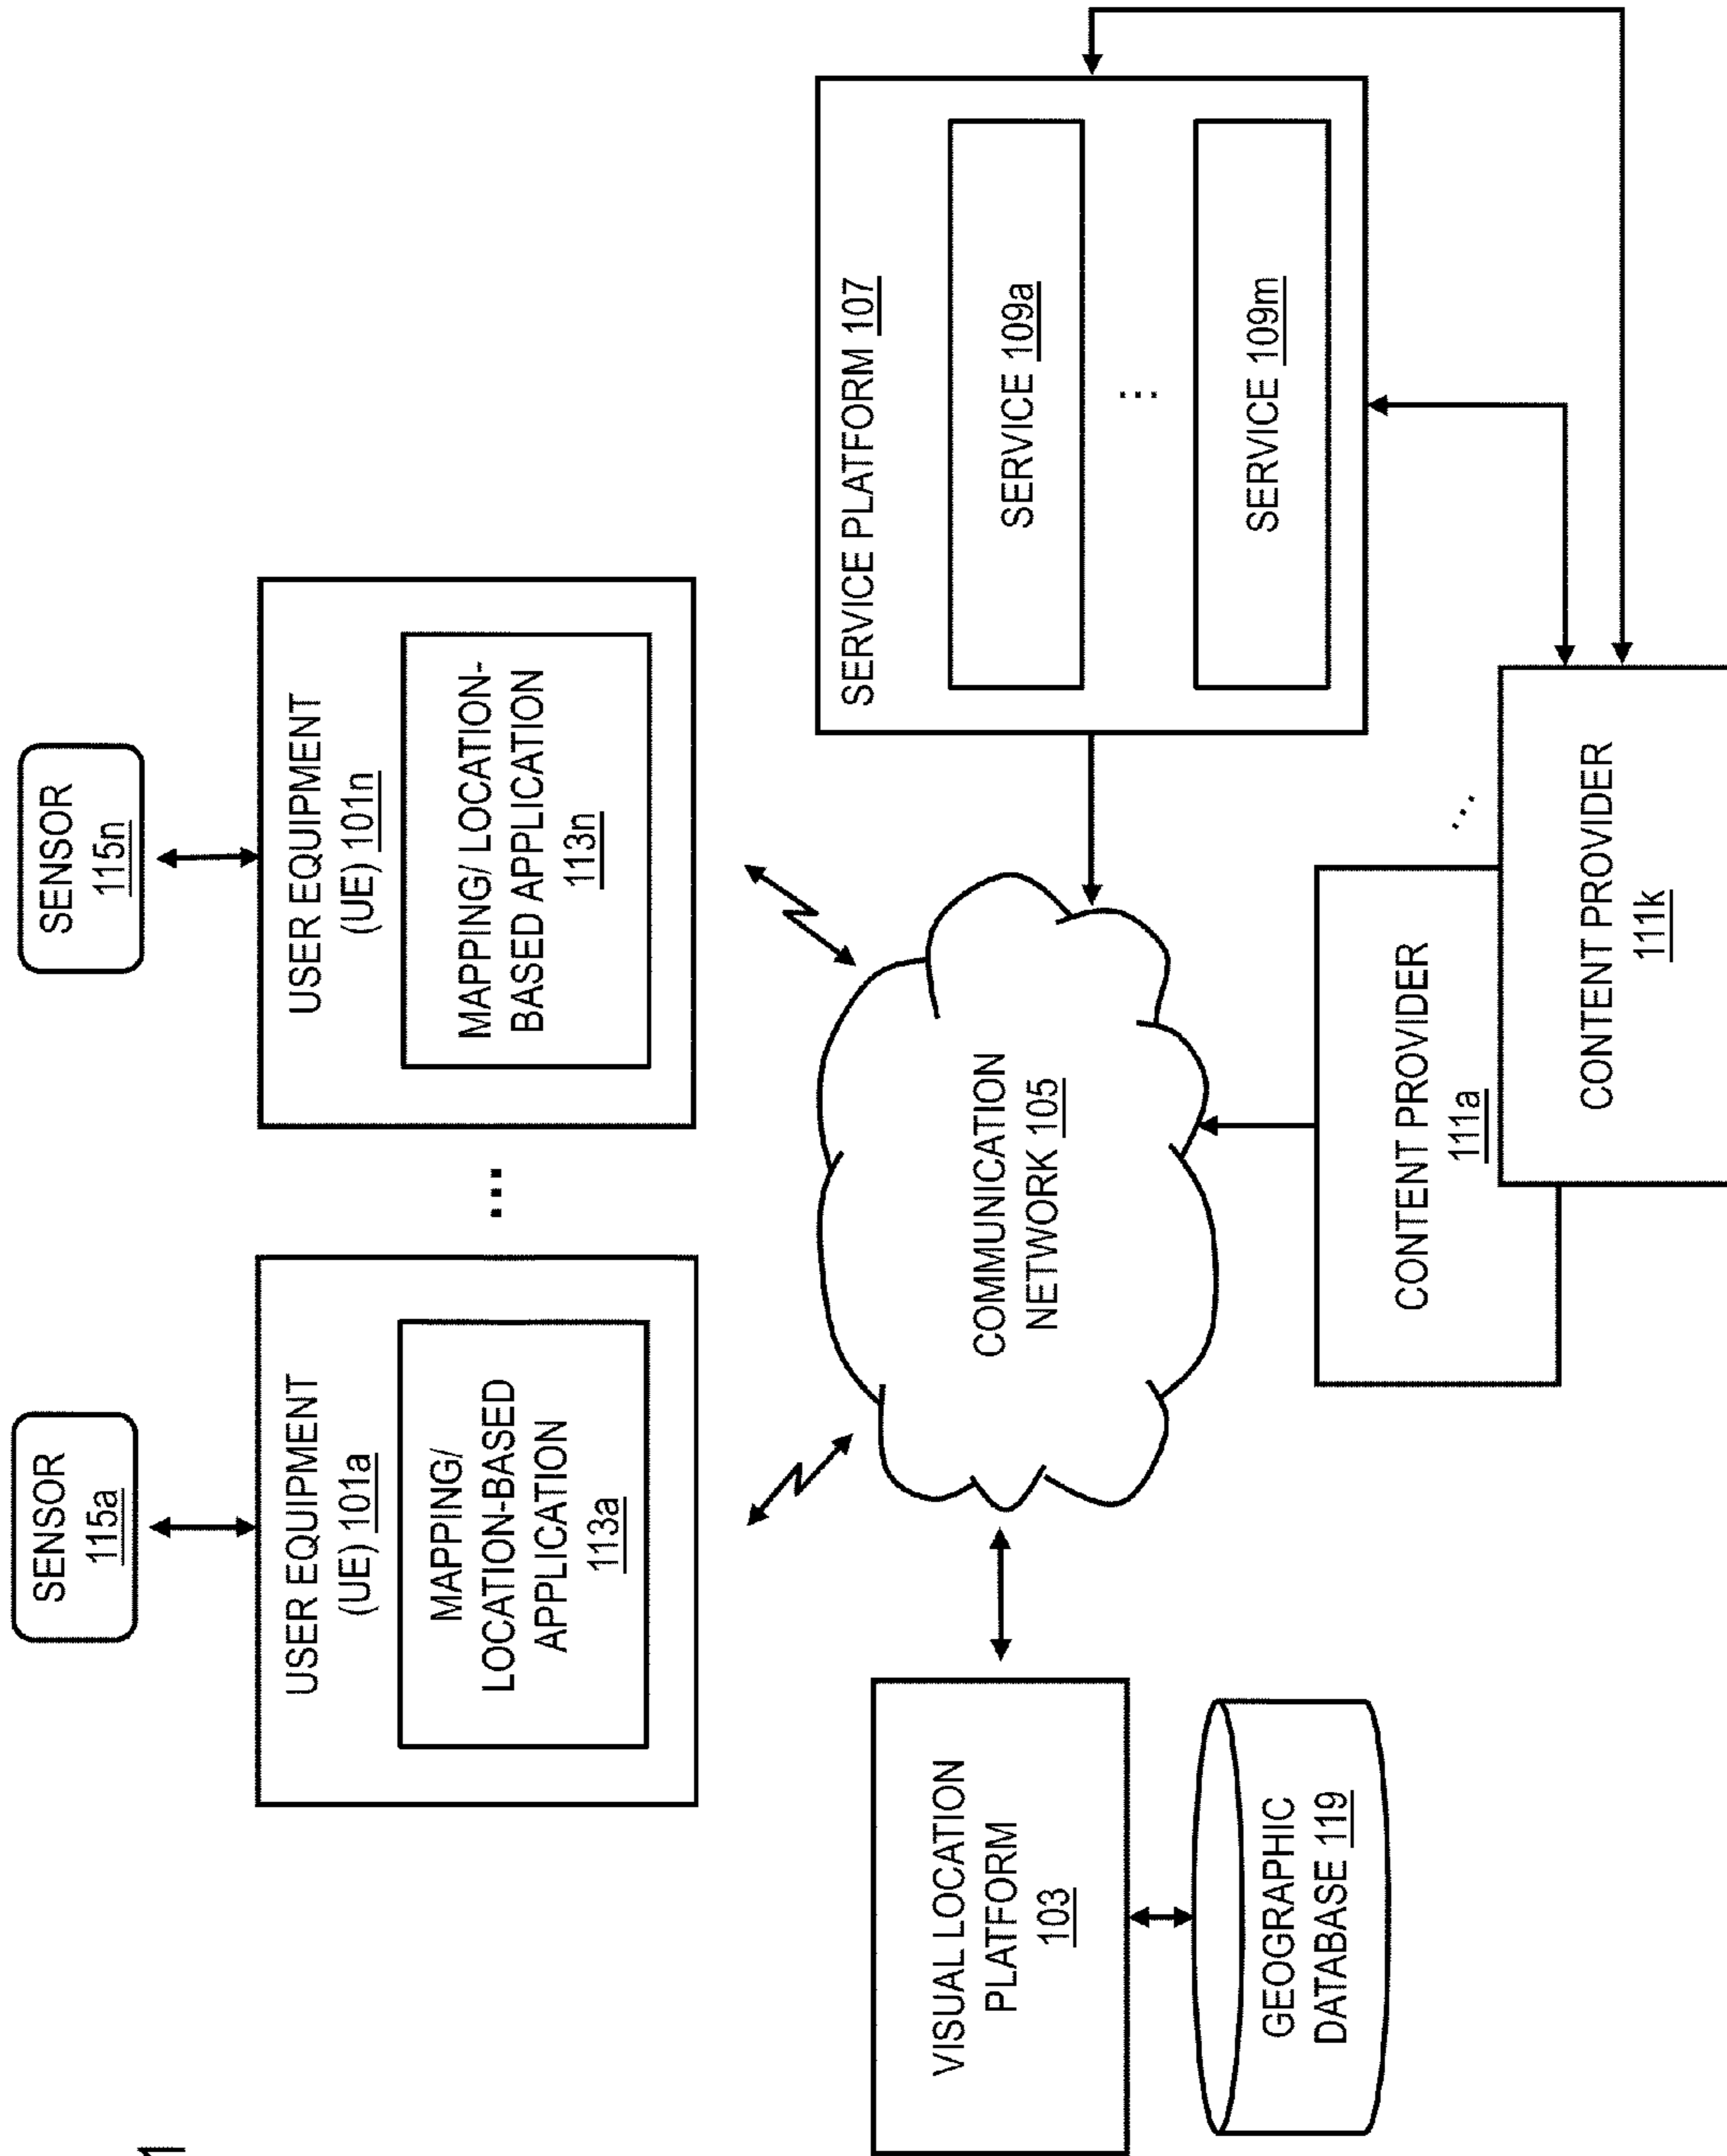 SENSOR
115a
SENSOR
115n
USER EQUIPMENT
(UE) 101a
MAPPING/
LOCATION-BASED
APPLICATION
113a
...
USER EQUIPMENT
(UE) 101n
MAPPING/ LOCATION-
BASED APPLICATION
113n
VISUAL LOCATION
PLATFORM
103
GEOGRAPHIC
DATABASE 119
COMMUNICATION
NETWORK 105
SERVICE PLATFORM 107
SERVICE 109a
...
SERVICE 109m
CONTENT PROVIDER
111a
...
CONTENT PROVIDER
111k